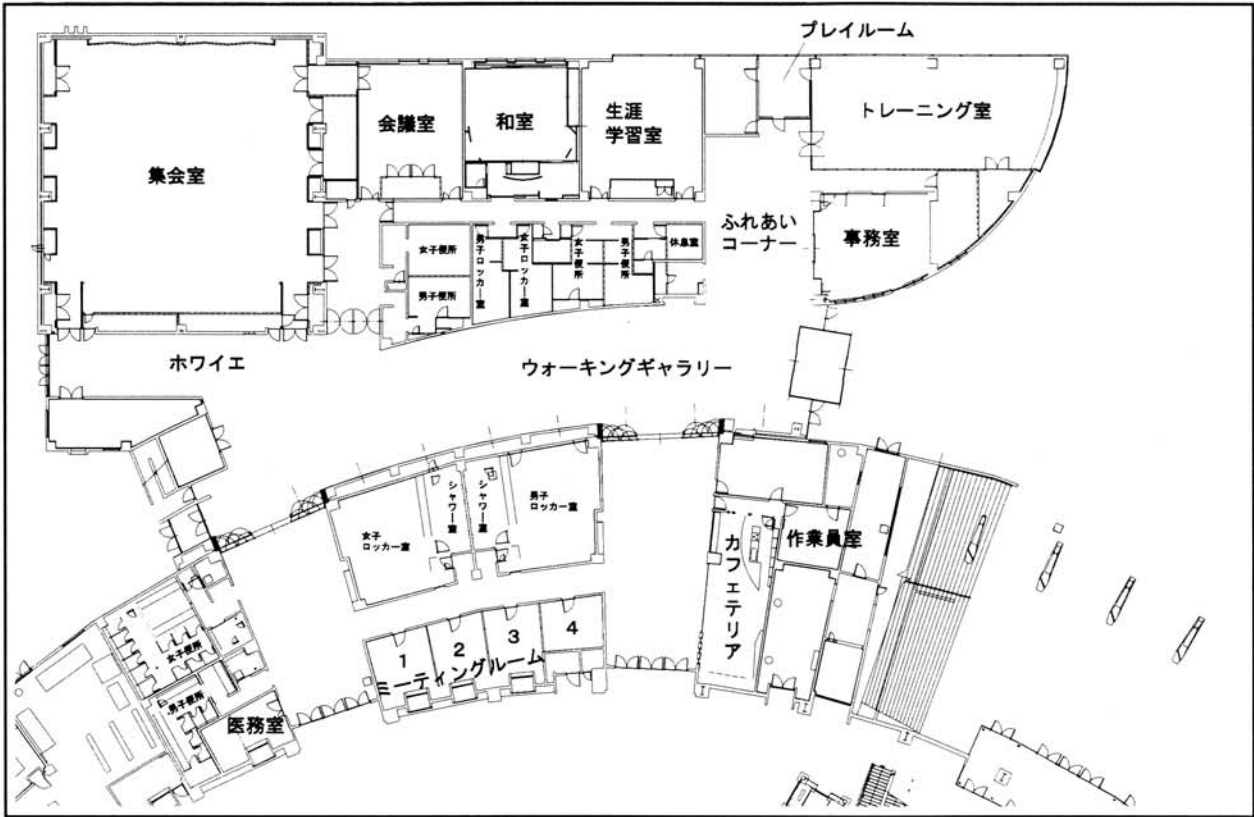 プレイルーム
トレーニング室
会議室
和室
生涯
学習室
集会室
ふれあい
コーナー
事務室
女子便所
男子ロッカー室
女子ロッカー室
女子便所
男子便所
休息室
男子便所
ホワイエ
ウォーキングギャラリー
女子
ロッカー室
シャワー室
シャワー室
男子
ロッカー室
カフェテリア
作業員室
女子便所
男子便所
医務室
1
2
3
4
ミーティングルーム